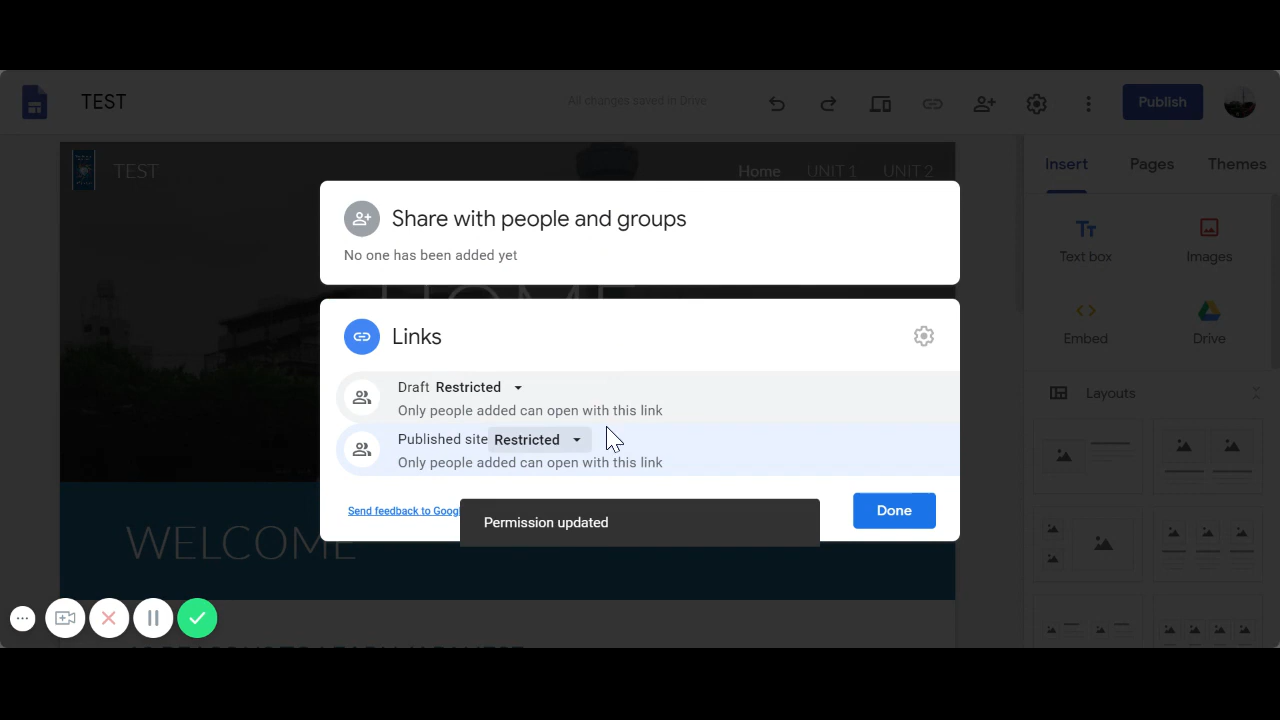 TEST
All changes saved in Drive
Publish
TEST
Home
UNIT 1
UNIT 2
Insert
Pages
Themes
Share with people and groups
No one has been added yet
Text box
Images
HOME
Links
Embed
Drive
Draft Restricted
Only people added can open with this link
Layouts
Published site Restricted
Only people added can open with this link
Send feedback to Googl
Done
Permission updated
WELCOME